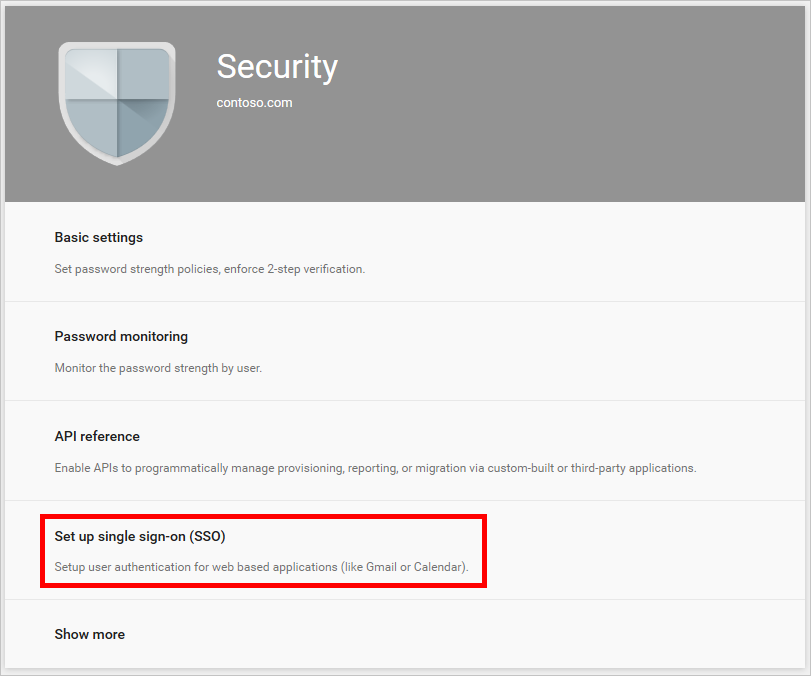 Security
contoso.com
Basic settings
Set password strength policies, enforce 2-step verification.
Password monitoring
Monitor the password strength by user.
API reference
Enable APIs to programmatically manage provisioning, reporting, or migration via custom-built or third-party applications.
Set up single sign-on (SSO)
Setup user authentication for web based applications (like Gmail or Calendar).
Show more